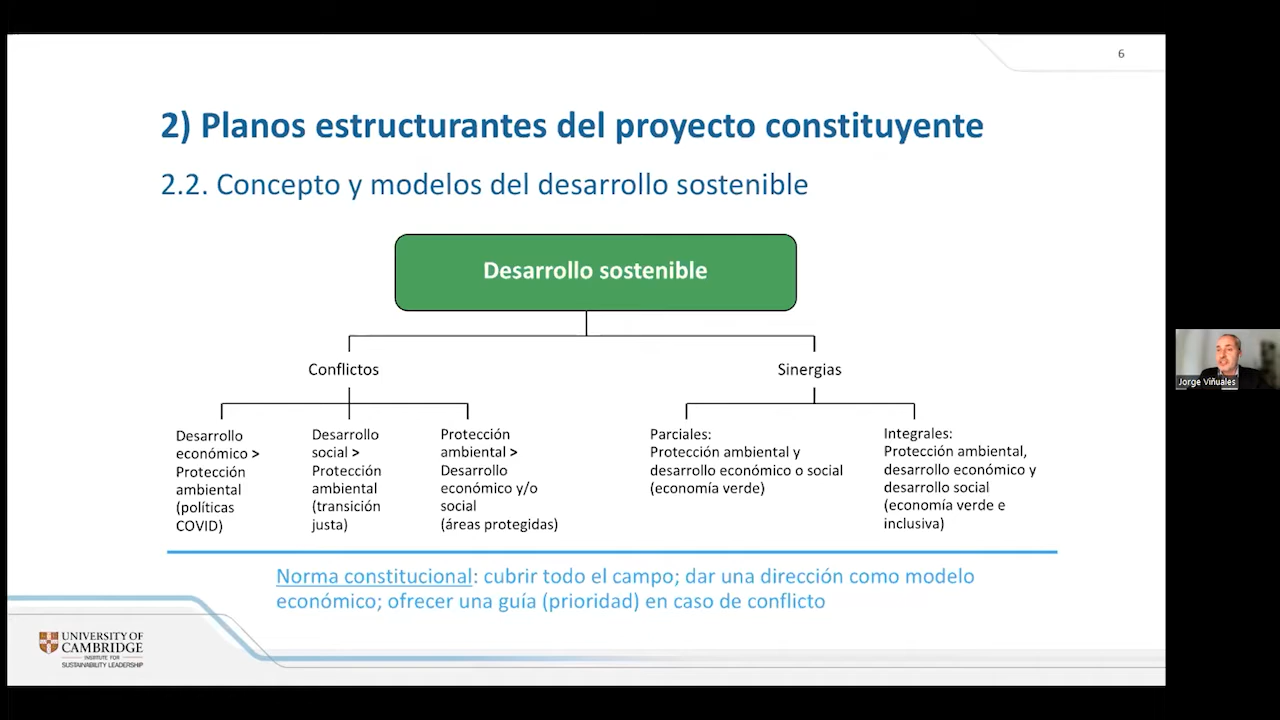 6
2) Planos estructurantes del proyecto constituyente
2.2. Concepto y modelos del desarrollo sostenible
Desarrollo sostenible
Conflictos
Sinergias
Desarrollo
económico >
Protección
ambiental
(políticas
COVID)
Desarrollo
social >
Protección
ambiental
(transición
justa)
Protección
ambiental >
Desarrollo
económico y/o
social
(áreas protegidas)
Parciales:
Protección ambiental y
desarrollo económico o social
(economía verde)
Integrales:
Protección ambiental,
desarrollo económico y
desarrollo social
(economía verde e
inclusiva)
Norma constitucional: cubrir todo el campo; dar una dirección como modelo
económico; ofrecer una guía (prioridad) en caso de conflicto
UNIVERSITY OF
CAMBRIDGE
INSTITUTE FOR
SUSTAINABILITY LEADERSHIP
Jorge Viñuales